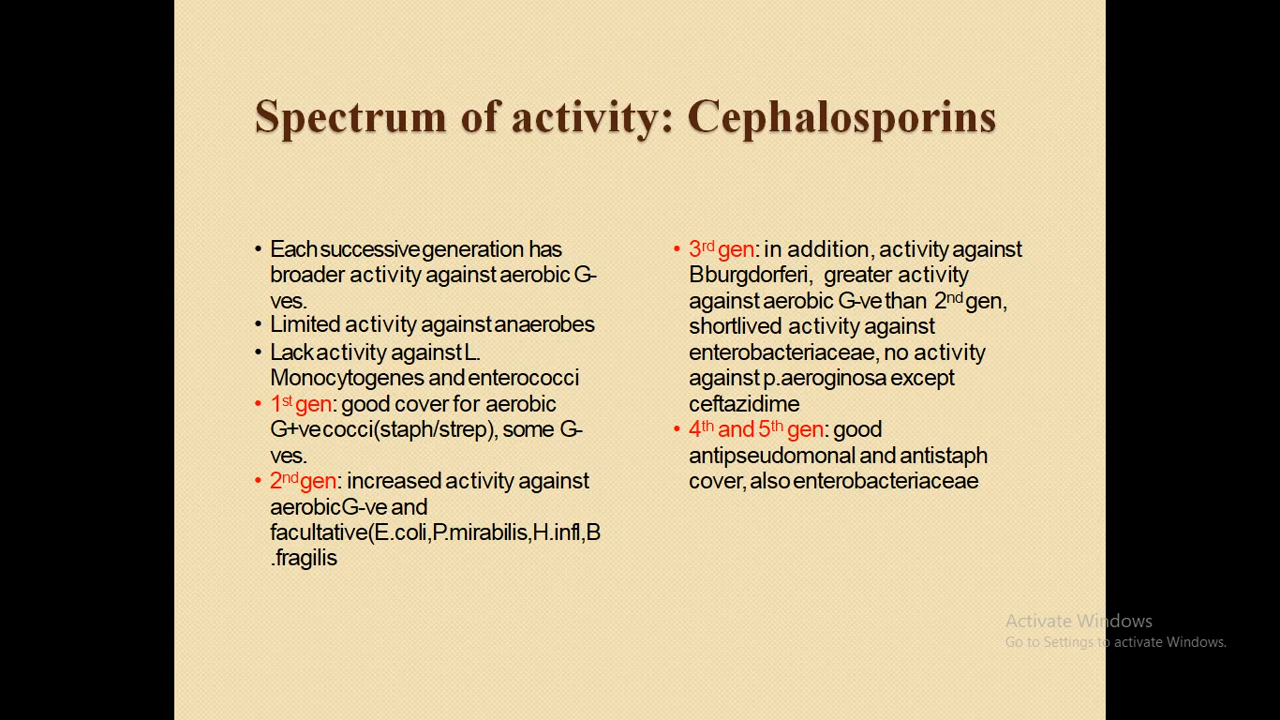 Spectrum of activity: Cephalosporins
• Each successive generation has
broader activity against aerobic G-
ves.
• Limited activity against anaerobes
• Lack activity against L.
Monocytogenes and enterococci
• 1st gen: good cover for aerobic
G+ve cocci(staph/strep), some G-
ves.
• 2nd gen: increased activity against
aerobic G-ve and
facultative(E.coli,P.mirabilis,H.infl,B
.fragilis
• 3rd gen: in addition, activity against
Bburgdorferi, greater activity
against aerobic G-ve than 2nd gen,
shortlived activity against
enterobacteriaceae, no activity
against p.aeroginosa except
ceftazidime
• 4th and 5th gen: good
antipseudomonal and antistaph
cover, also enterobacteriaceae
Activate Windows
Go to Settings to activate Windows.